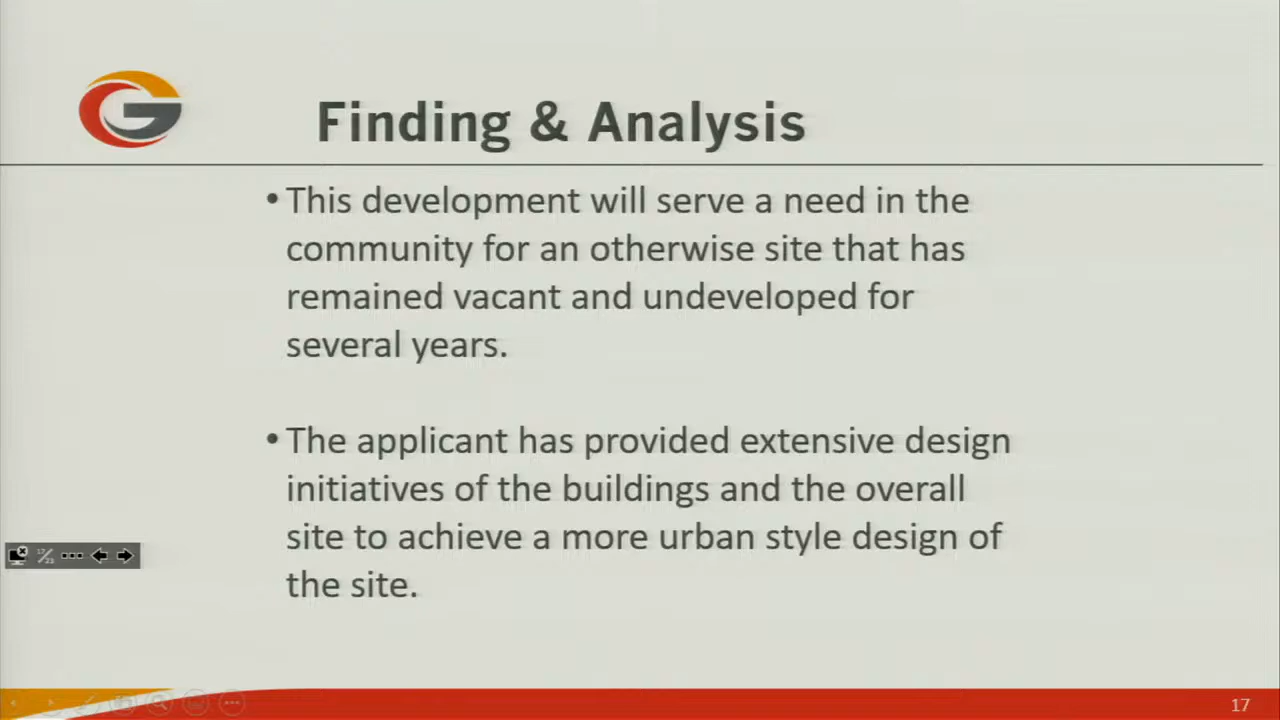 Finding & Analysis
• This development will serve a need in the
community for an otherwise site that has
remained vacant and undeveloped for
several years.
• The applicant has provided extensive design
initiatives of the buildings and the overall
site to achieve a more urban style design of
the site.
17/23
17